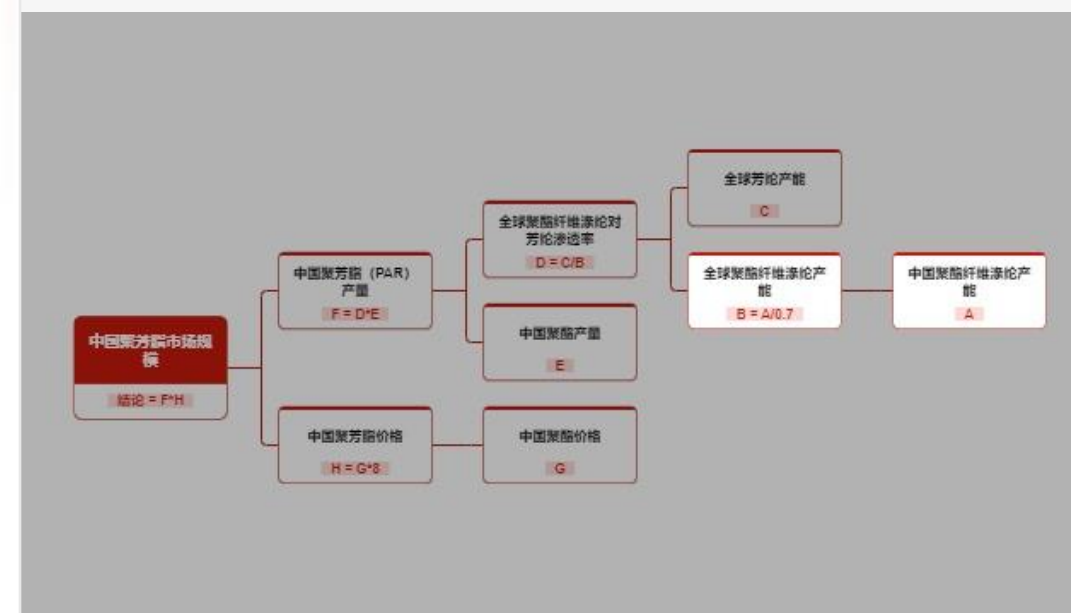 中国聚芳酯市场规
模
结论 = F*H
中国聚芳酯（PAR）
产量
F = D*E
中国聚芳酯价格
H = G*8
全球聚酯纤维涤纶对
芳纶渗透率
D = C/B
中国聚酯产量
E
中国聚酯价格
G
全球芳纶产能
C
全球聚酯纤维涤纶产
能
B = A/0.7
中国聚酯纤维涤纶产
能
A